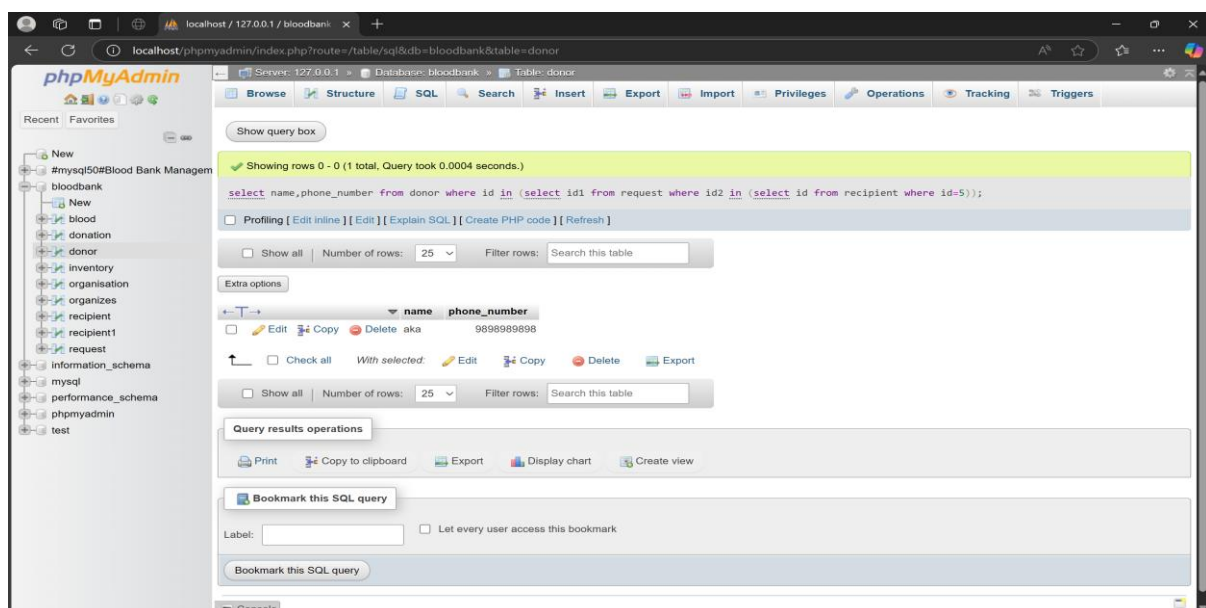 localhost / 127.0.0.1 / bloodbank
localhost/phpmyadmin/index.php?route=/table/sql&db=bloodbank&table=donor
phpMyAdmin
Recent Favorites
New
#mysql50#Blood Bank Managem
bloodbank
New
blood
donation
donor
inventory
organisation
organizes
recipient
recipient1
request
information_schema
mysql
performance_schema
phpmyadmin
test
Server: 127.0.0.1 » Database: bloodbank » Table: donor
Browse Structure SQL Search Insert Export Import Privileges Operations Tracking Triggers
Show query box
Showing rows 0 - 0 (1 total, Query took 0.0004 seconds.)
select name,phone_number from donor where id in (select id1 from request where id2 in (select id from recipient where id=5));
Profiling [ Edit inline ] [ Edit ] [ Explain SQL ] [ Create PHP code ] [ Refresh ]
Show all | Number of rows: 25 Filter rows: Search this table
Extra options
name phone_number
Edit Copy Delete aka 9898989898
Check all With selected: Edit Copy Delete Export
Show all | Number of rows: 25 Filter rows: Search this table
Query results operations
Print Copy to clipboard Export Display chart Create view
Bookmark this SQL query
Label: Let every user access this bookmark
Bookmark this SQL query
Console